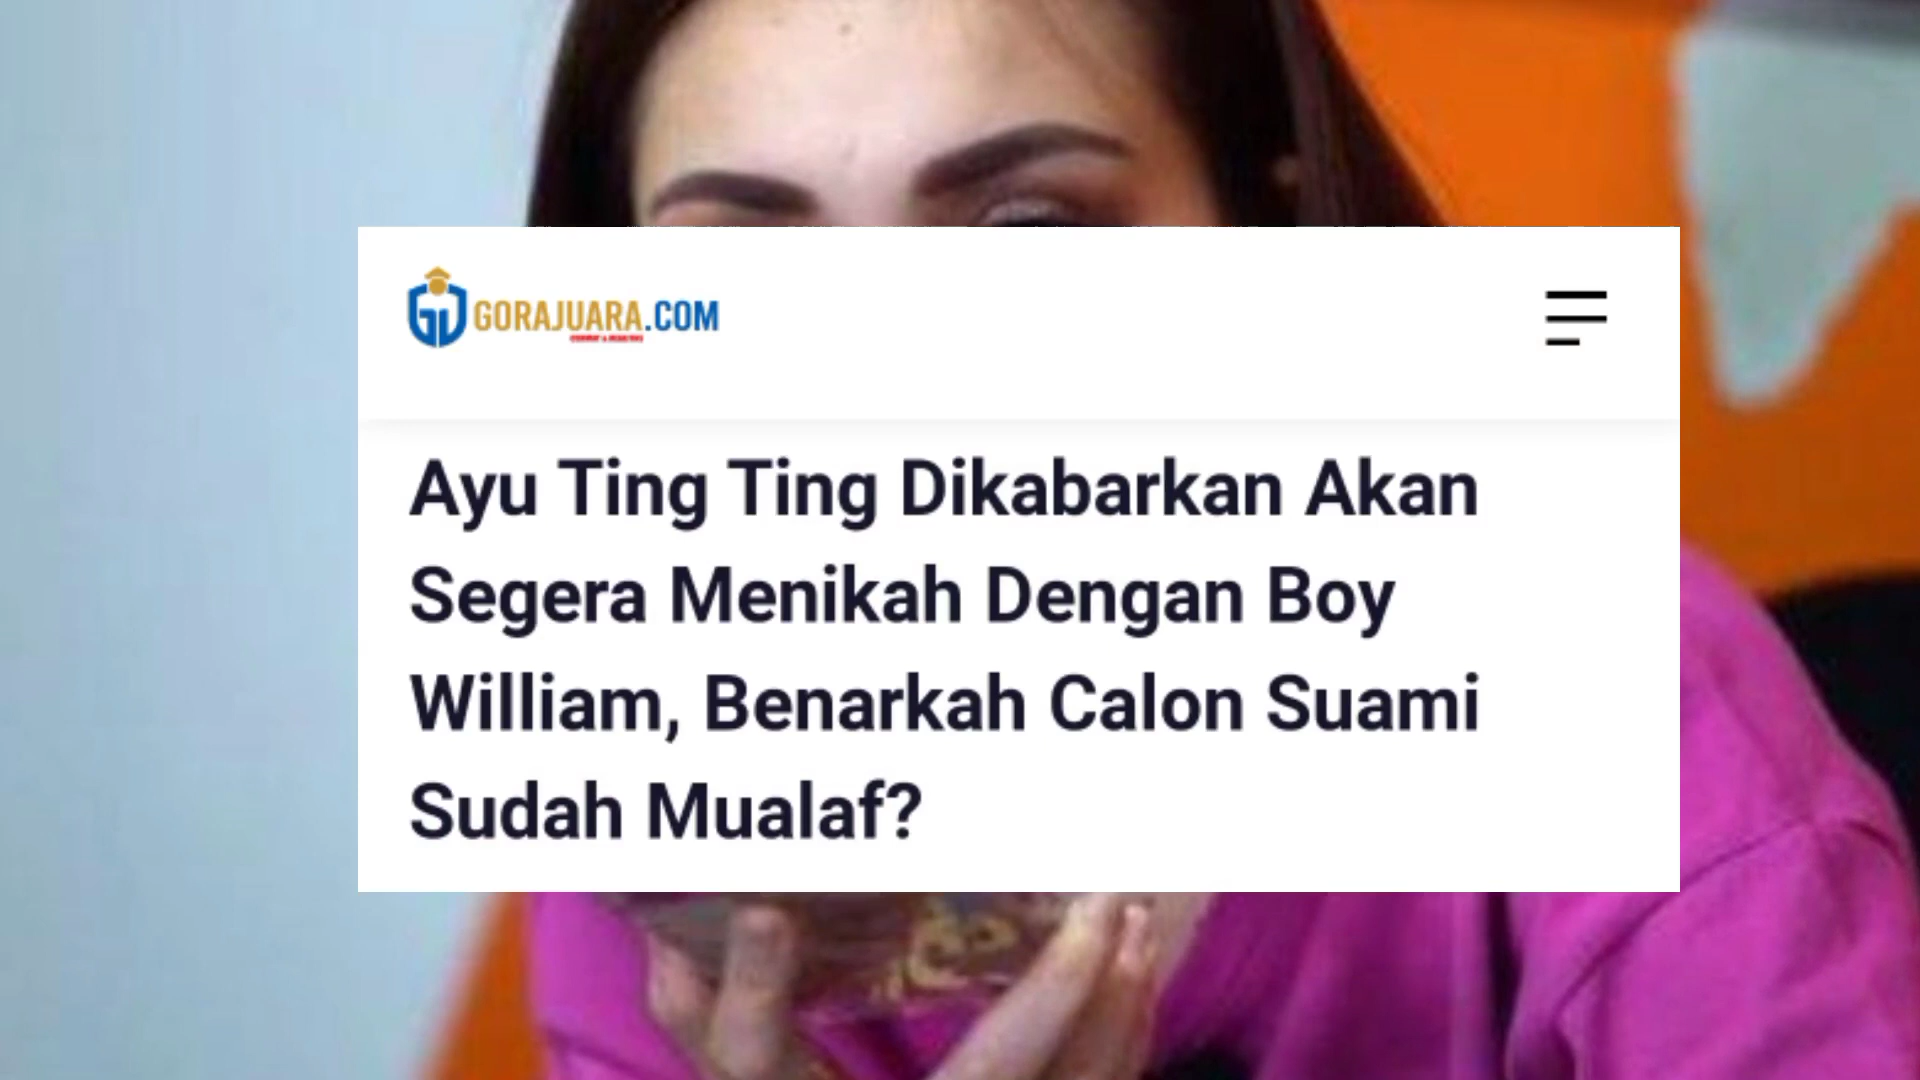 GORAJUARA.COM
Ayu Ting Ting Dikabarkan Akan
Segera Menikah Dengan Boy
William, Benarkah Calon Suami
Sudah Mualaf?